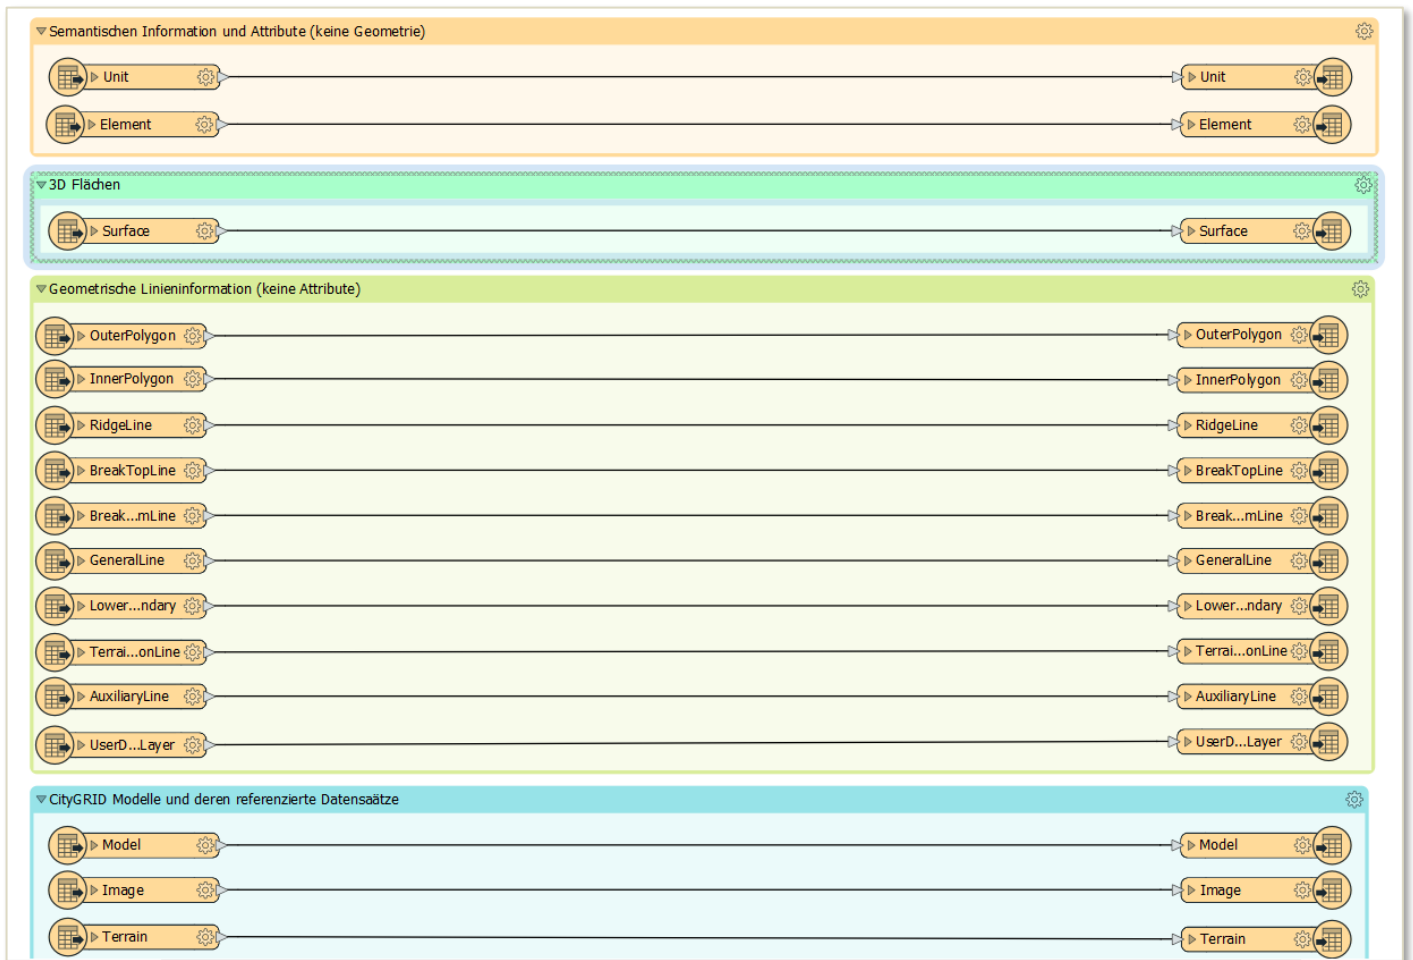 Semantischen Information und Attribute (keine Geometrie)
Unit Unit
Element Element
3D Flächen
Surface Surface
Geometrische Linieninformation (keine Attribute)
OuterPolygon OuterPolygon
InnerPolygon InnerPolygon
RidgeLine RidgeLine
BreakTopLine BreakTopLine
Break...mLine Break...mLine
GeneralLine GeneralLine
Lower...ndary Lower...ndary
Terrai...onLine Terrai...onLine
AuxiliaryLine AuxiliaryLine
UserD...Layer UserD...Layer
CityGRID Modelle und deren referenzierte Datensaätze
Model Model
Image Image
Terrain Terrain